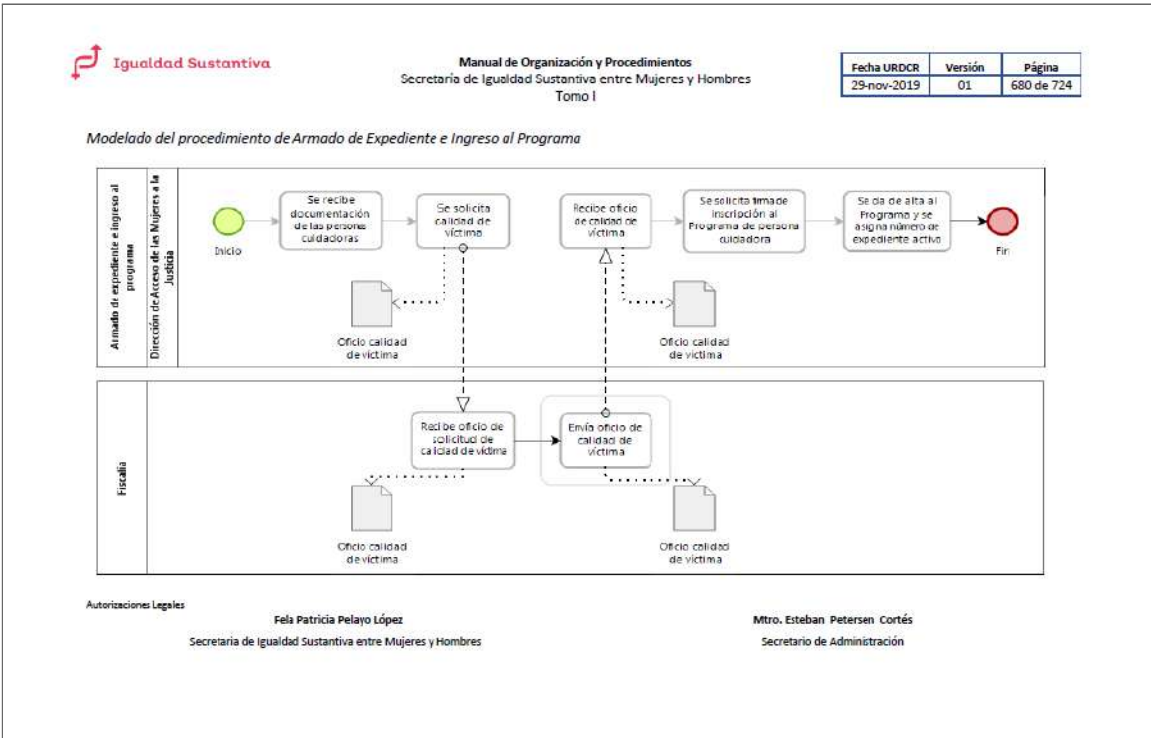 Igualdad Sustantiva
Manual de Organización y Procedimientos
Secretaría de Igualdad Sustantiva entre Mujeres y Hombres
Tomo I
Fecha URDCR Versión Página
29-nov-2019 01 680 de 724
Modelado del procedimiento de Armado de Expediente e Ingreso al Programa
Armado de expediente e ingreso al
programa
Dirección de Acceso de las Mujeres a la
Justicia
Inicio
Se recibe
documentación
de las personas
cuidadoras
Se solicita
calidad de
víctima
Oficio calidad
de víctima
Recibe oficio
de calidad de
víctima
Oficio calidad
de víctima
Se solicita firma de
inscripción al
Programa de persona
cuidadora
Se da de alta al
Programa y se
asigna número de
expediente activo
Fin
Fiscalía
Recibe oficio de
solicitud de
calidad de víctima
Oficio calidad
de víctima
Envía oficio de
calidad de
víctima
Oficio calidad
de víctima
Autorizaciones Legales
Fela Patricia Pelayo López
Secretaria de Igualdad Sustantiva entre Mujeres y Hombres
Mtro. Esteban Petersen Cortés
Secretario de Administración